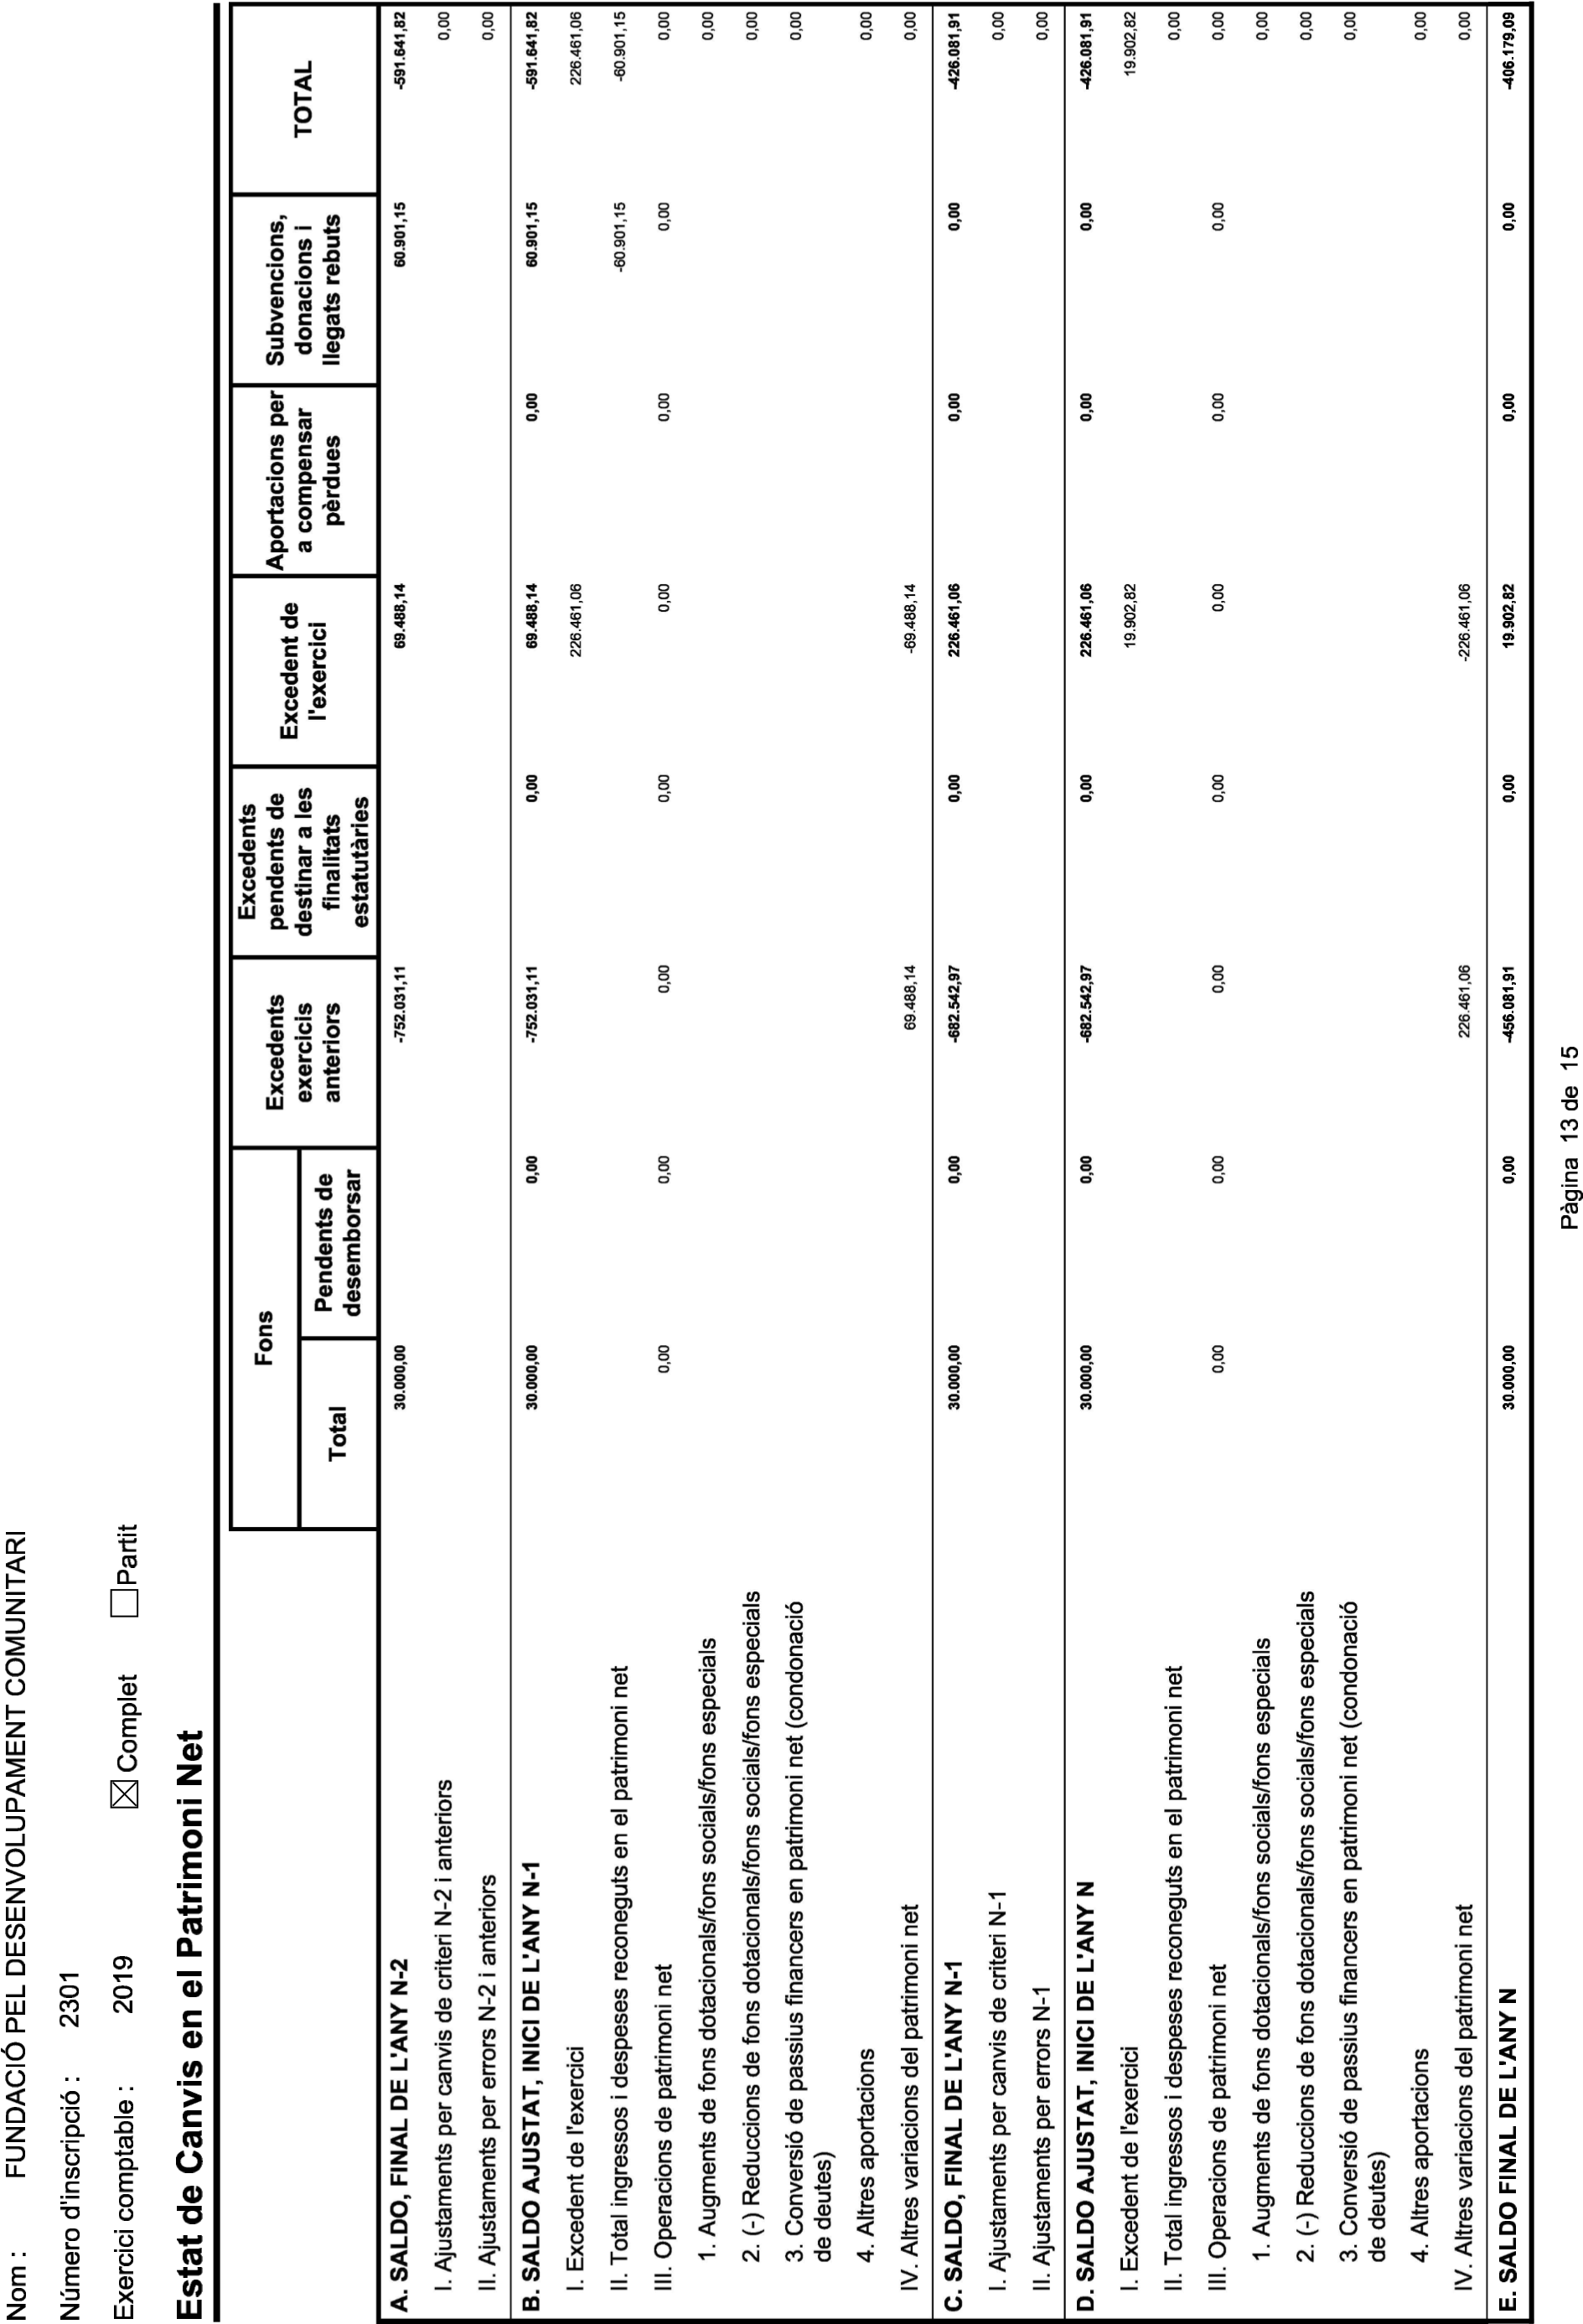 Nom : FUNDACIÓ PEL DESENVOLUPAMENT COMUNITARI
Número d'inscripció : 2301
Exercici comptable : 2019 ☒ Complet ☐ Partit
Estat de Canvis en el Patrimoni Net
Fons
Total
Pendents de
desemborsar
Excedents
exercicis
anteriors
Excedents
pendents de
destinar a les
finalitats
estatutàries
Excedent de
l'exercici
Aportacions per
a compensar
pèrdues
Subvencions,
donacions i
llegats rebuts
TOTAL
A. SALDO, FINAL DE L'ANY N-2 30.000,00 -752.031,11 69.488,14 60.901,15 -591.641,82
I. Ajustaments per canvis de criteri N-2 i anteriors 0,00
II. Ajustaments per errors N-2 i anteriors 0,00
B. SALDO AJUSTAT, INICI DE L'ANY N-1 30.000,00 0,00 -752.031,11 0,00 69.488,14 0,00 60.901,15 -591.641,82
I. Excedent de l'exercici 226.461,06 226.461,06
II. Total ingressos i despeses reconeguts en el patrimoni net -60.901,15 -60.901,15
III. Operacions de patrimoni net 0,00 0,00 0,00 0,00 0,00 0,00 0,00 0,00
1. Augments de fons dotacionals/fons socials/fons especials 0,00
2. (-) Reduccions de fons dotacionals/fons socials/fons especials 0,00
3. Conversió de passius financers en patrimoni net (condonació 0,00
de deutes)
4. Altres aportacions 0,00
IV. Altres variacions del patrimoni net 69.488,14 -69.488,14 0,00
C. SALDO, FINAL DE L'ANY N-1 30.000,00 0,00 -682.542,97 0,00 226.461,06 0,00 0,00 -426.081,91
I. Ajustaments per canvis de criteri N-1 0,00
II. Ajustaments per errors N-1 0,00
D. SALDO AJUSTAT, INICI DE L'ANY N 30.000,00 0,00 -682.542,97 0,00 226.461,06 0,00 0,00 -426.081,91
I. Excedent de l'exercici 19.902,82 19.902,82
II. Total ingressos i despeses reconeguts en el patrimoni net 0,00
III. Operacions de patrimoni net 0,00 0,00 0,00 0,00 0,00 0,00 0,00 0,00
1. Augments de fons dotacionals/fons socials/fons especials 0,00
2. (-) Reduccions de fons dotacionals/fons socials/fons especials 0,00
3. Conversió de passius financers en patrimoni net (condonació 0,00
de deutes)
4. Altres aportacions 0,00
IV. Altres variacions del patrimoni net 226.461,06 -226.461,06 0,00
E. SALDO FINAL DE L'ANY N 30.000,00 0,00 -456.081,91 0,00 19.902,82 0,00 0,00 -406.179,09
Pàgina 13 de 15